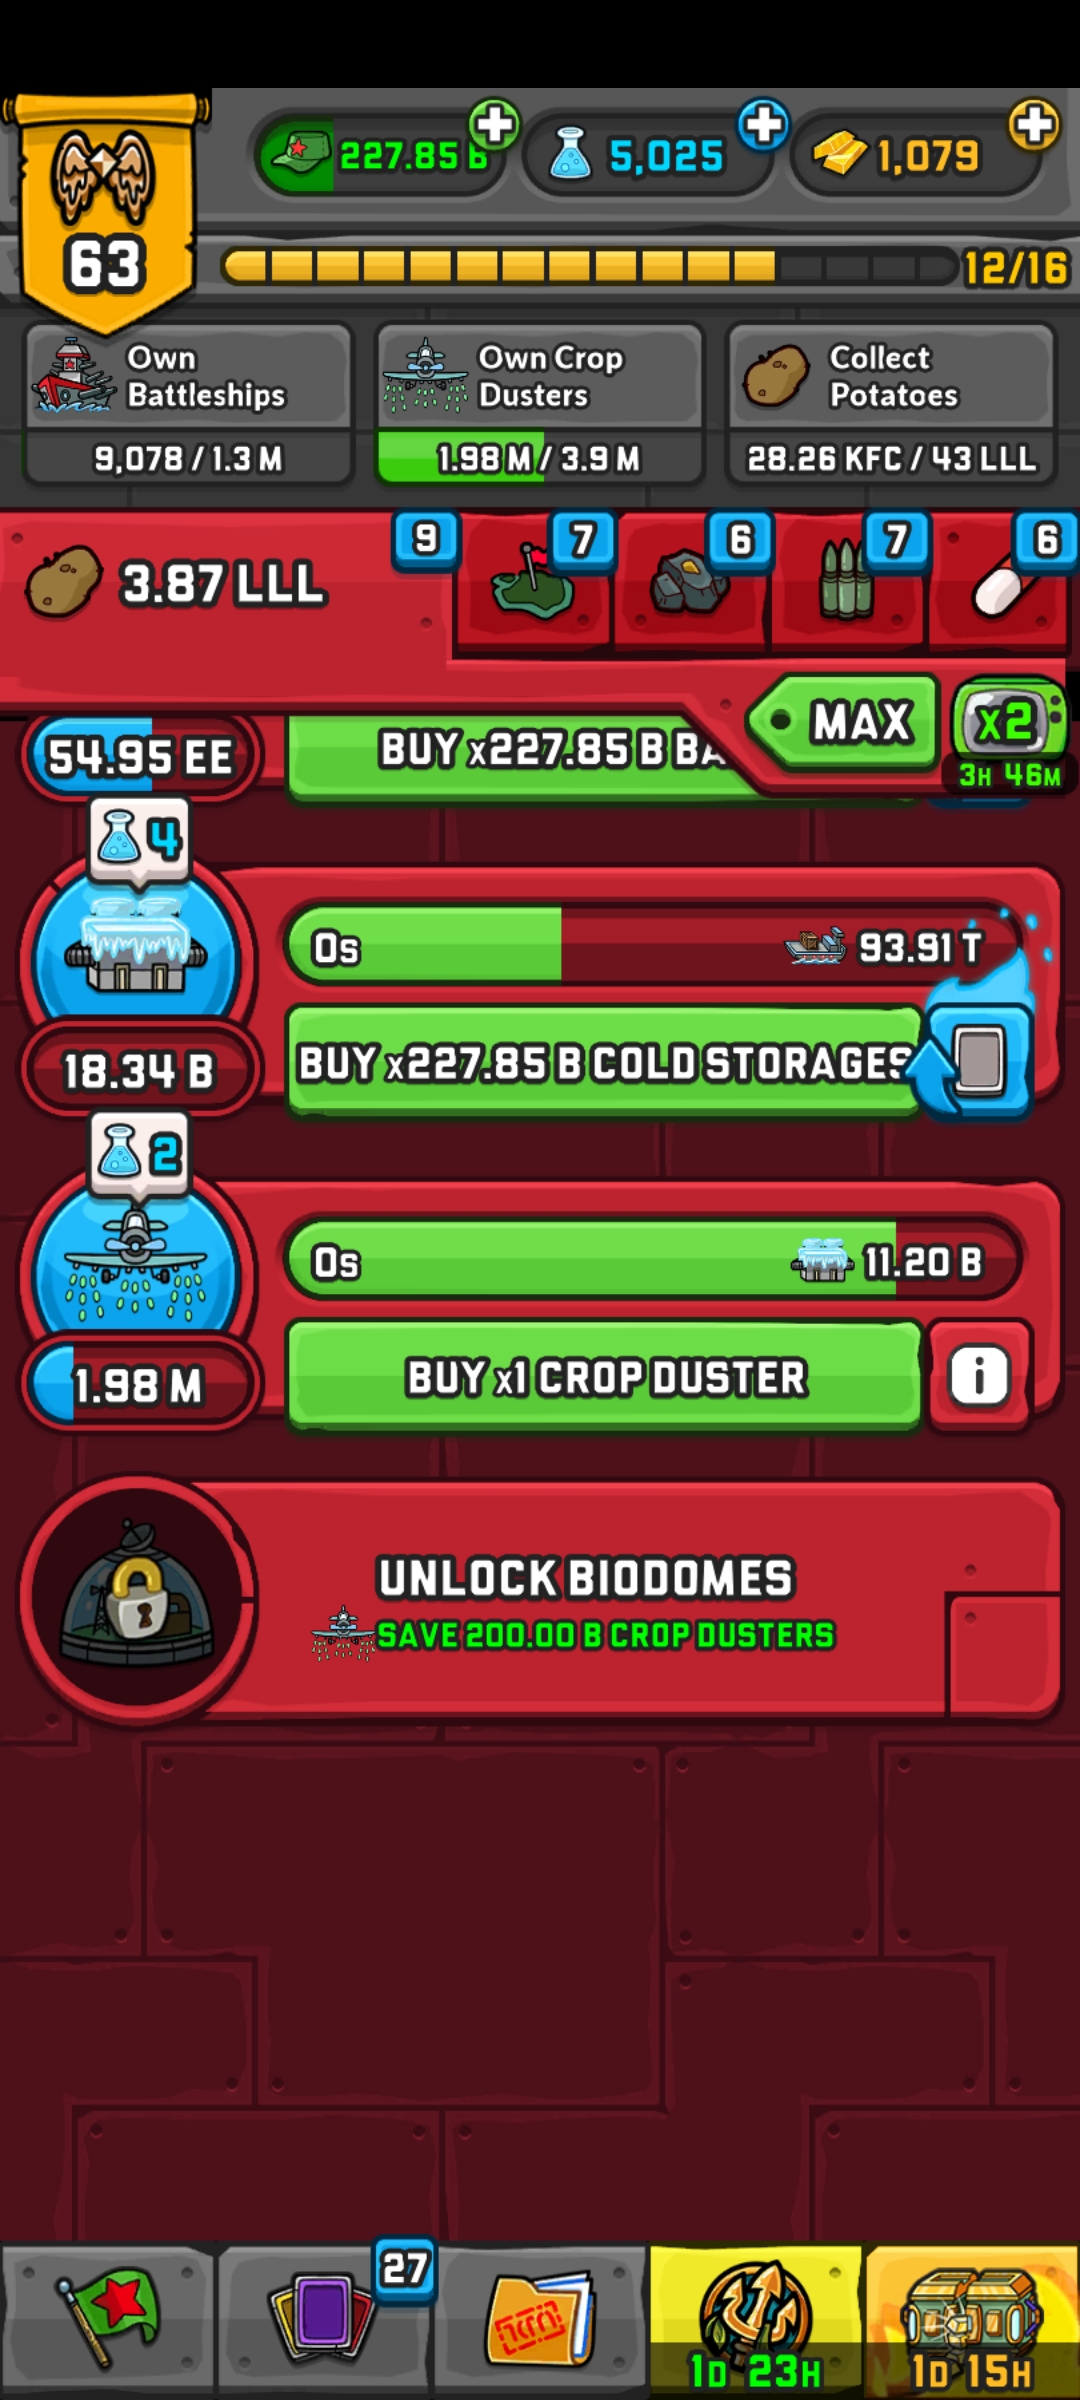 227.85 B
5,025
1,079
63
12/16
Own
Battleships
9,078 / 1.3 M
Own Crop
Dusters
1.98 M / 3.9 M
Collect
Potatoes
28.26 KFC / 43 LLL
3.87 LLL
9
7
6
7
6
MAX
x2
3H 46M
54.95 EE
BUY x227.85 B BA
4
0s
93.91 T
18.34 B
BUY x227.85 B COLD STORAGES
2
0s
11.20 B
1.98 M
BUY x1 CROP DUSTER
i
UNLOCK BIODOMES
SAVE 200.00 B CROP DUSTERS
27
1D 23H
1D 15H